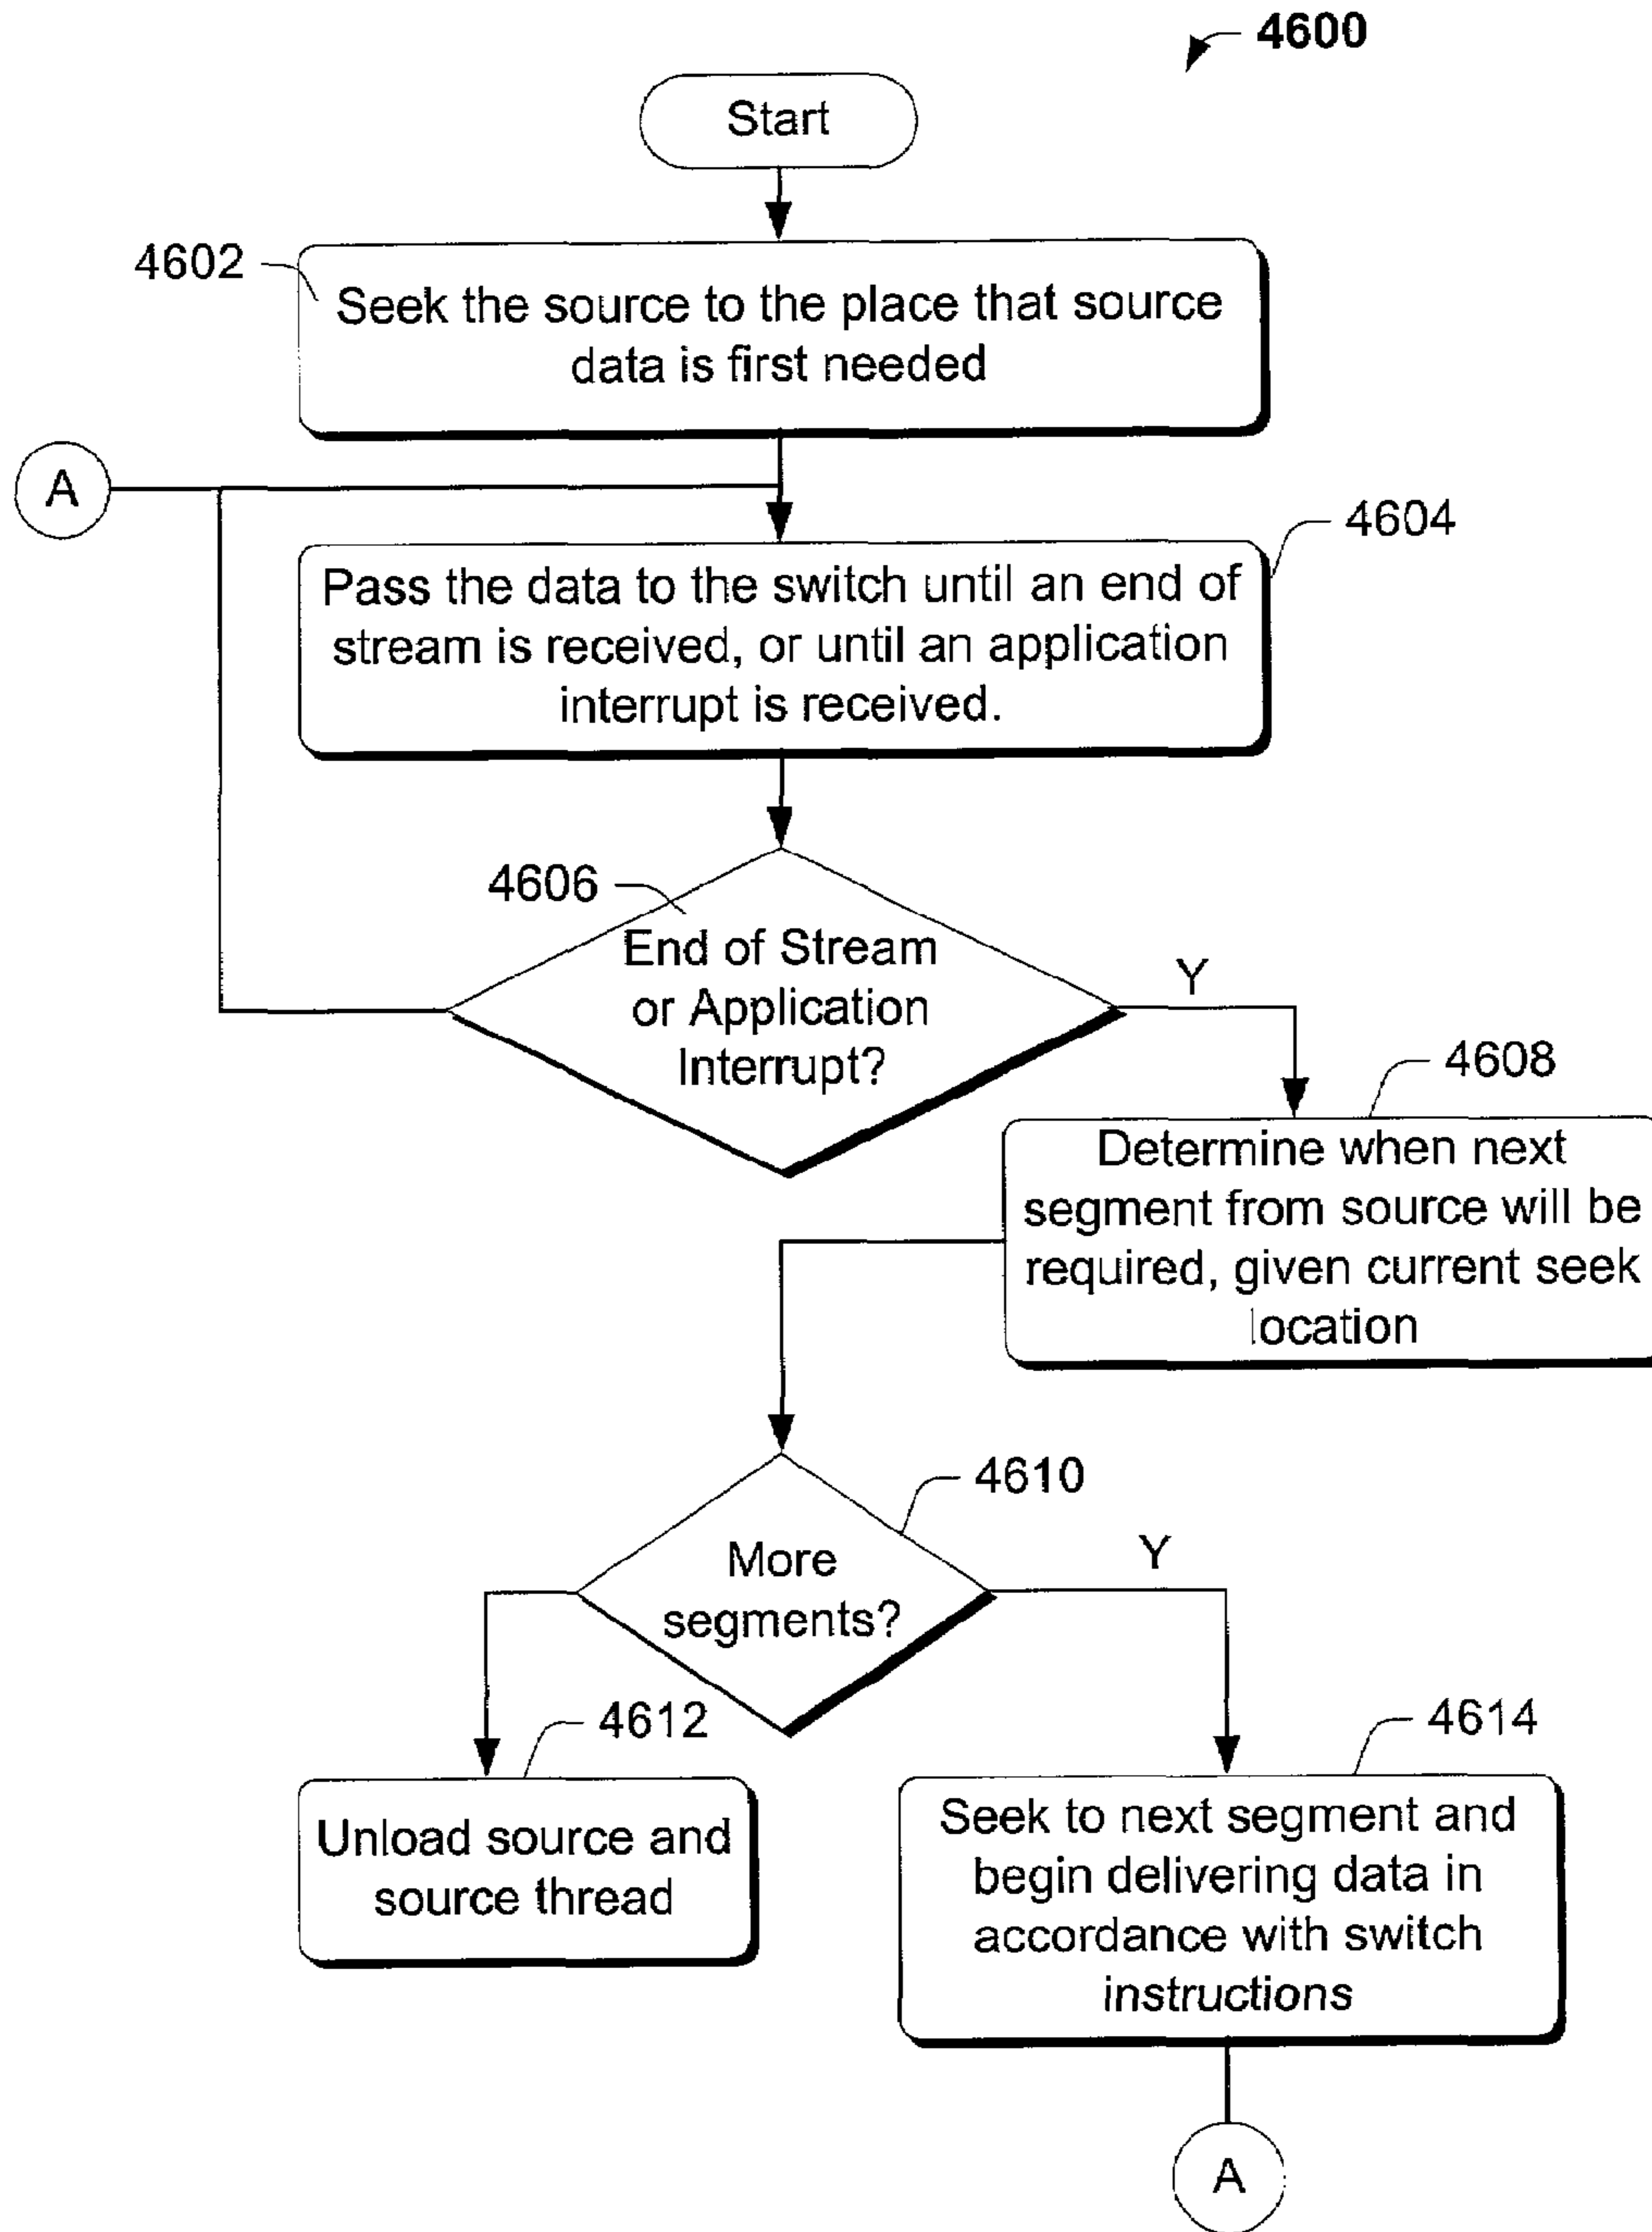 4600
Start
4602
Seek the source to the place that source
data is first needed
A
4604
Pass the data to the switch until an end of
stream is received, or until an application
interrupt is received.
4606
End of Stream
or Application
Interrupt?
Y
4608
Determine when next
segment from source will be
required, given current seek
location
4610
More
segments?
Y
4612
Unload source and
source thread
4614
Seek to next segment and
begin delivering data in
accordance with switch
instructions
A